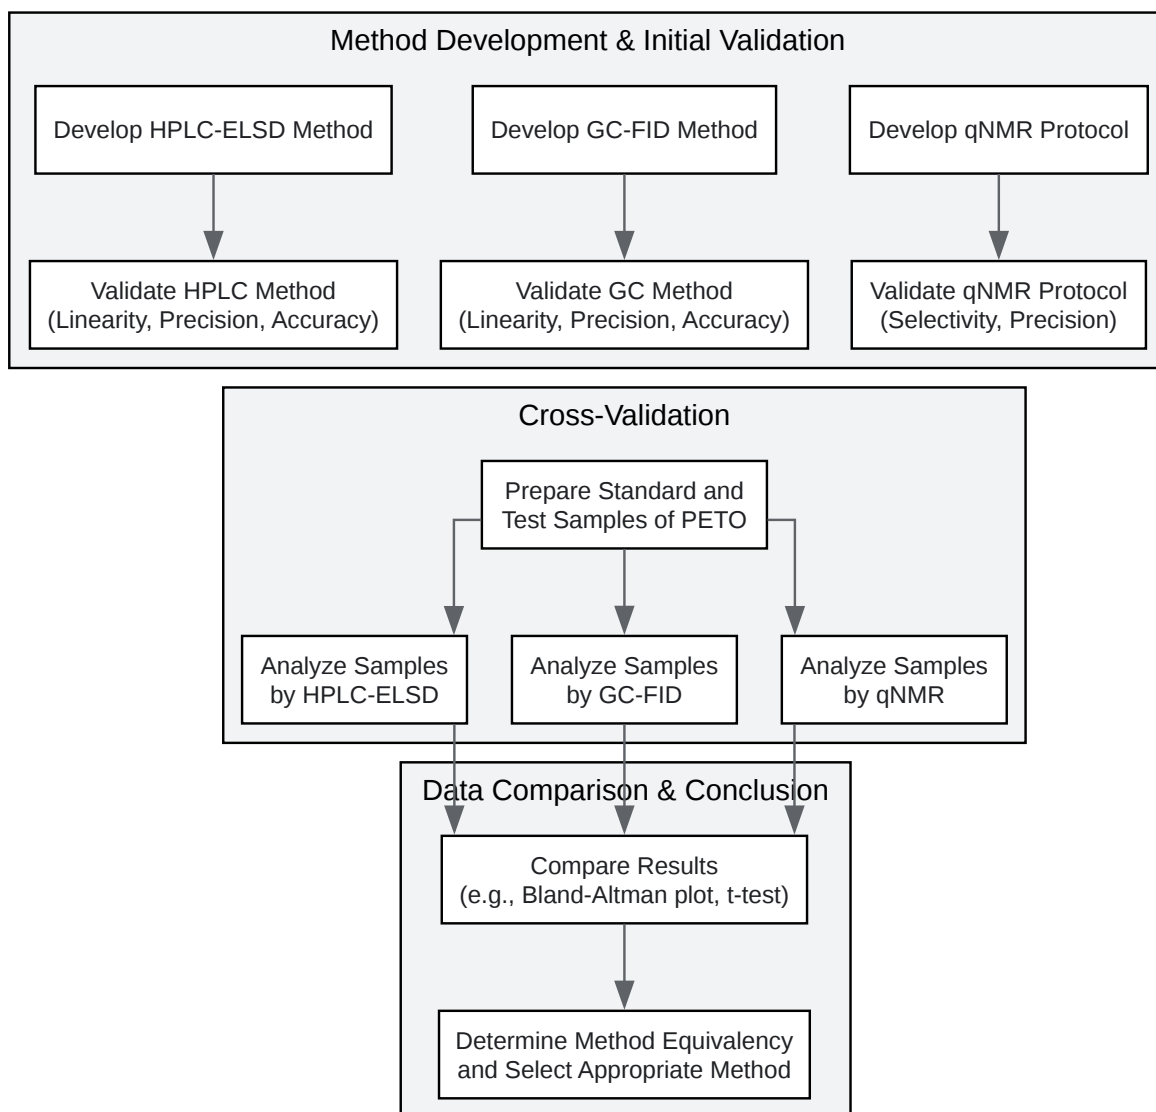 Method Development & Initial Validation
Develop HPLC-ELSD Method
Develop GC-FID Method
Develop qNMR Protocol
Validate HPLC Method
(Linearity, Precision, Accuracy)
Validate GC Method
(Linearity, Precision, Accuracy)
Validate qNMR Protocol
(Selectivity, Precision)
Cross-Validation
Prepare Standard and
Test Samples of PETO
Analyze Samples
by HPLC-ELSD
Analyze Samples
by GC-FID
Analyze Samples
by qNMR
Data Comparison & Conclusion
Compare Results
(e.g., Bland-Altman plot, t-test)
Determine Method Equivalency
and Select Appropriate Method